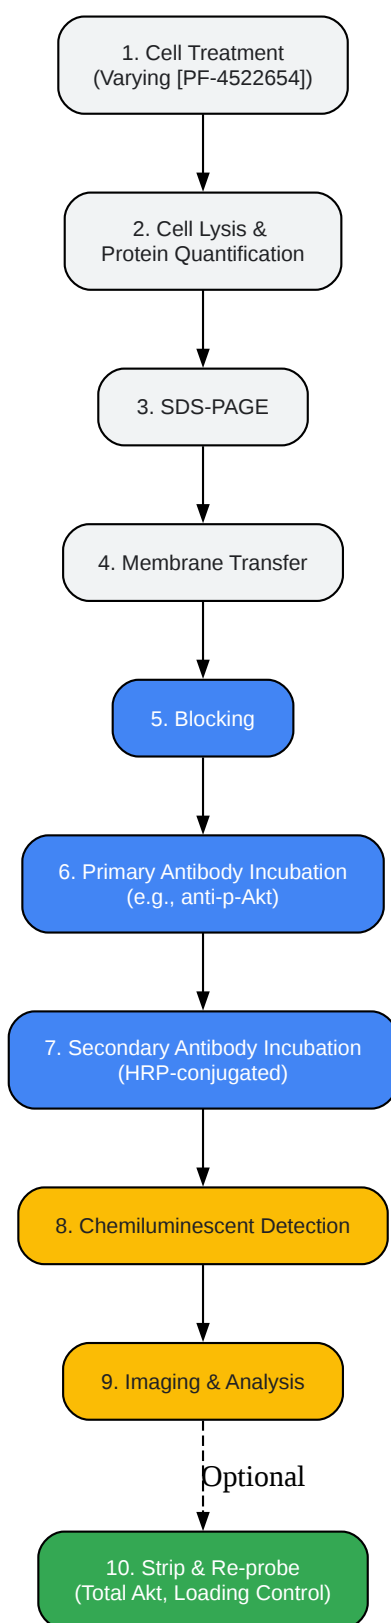 1. Cell Treatment
(Varying [PF-4522654])
2. Cell Lysis &
Protein Quantification
3. SDS-PAGE
4. Membrane Transfer
5. Blocking
6. Primary Antibody Incubation
(e.g., anti-p-Akt)
7. Secondary Antibody Incubation
(HRP-conjugated)
8. Chemiluminescent Detection
9. Imaging & Analysis
Optional
10. Strip & Re-probe
(Total Akt, Loading Control)